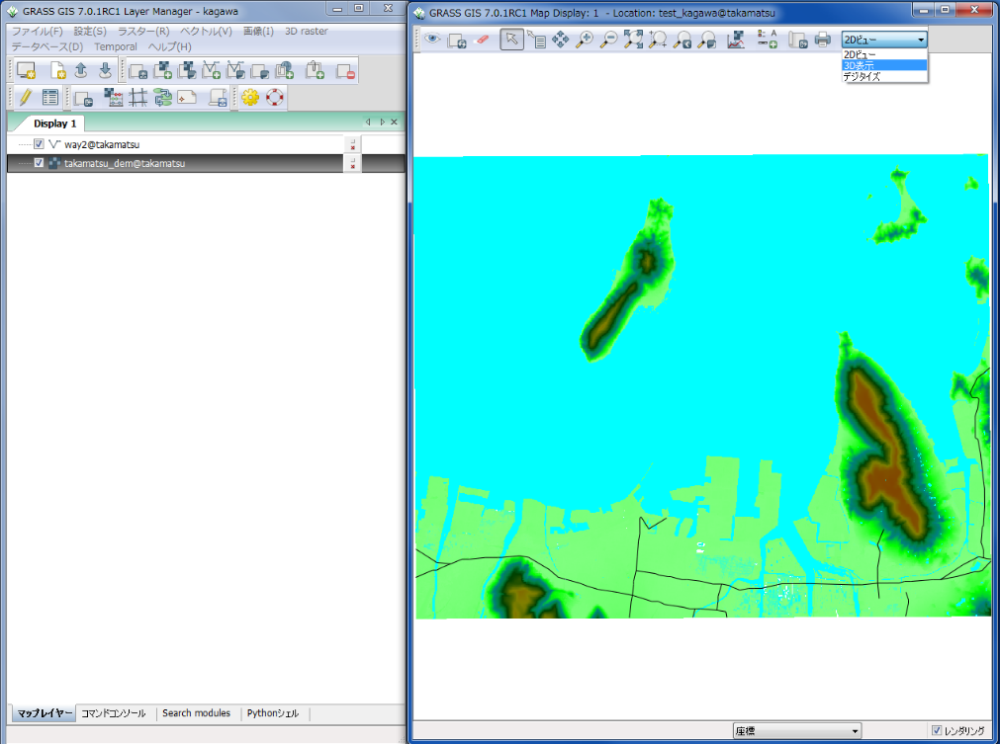 GRASS GIS 7.0.1RC1 Layer Manager - kagawa
ファイル(F) 設定(S) ラスター(R) ベクトル(V) 画像(I) 3D raster
データベース(D) Temporal ヘルプ(H)
Display 1
way2@takamatsu
takamatsu_dem@takamatsu
マップレイヤー コマンドコンソール Search modules Pythonシェル
GRASS GIS 7.0.1RC1 Map Display: 1 - Location: test_kagawa@takamatsu
2Dビュー
2Dビュー
3D表示
デジタイズ
座標 レンダリング